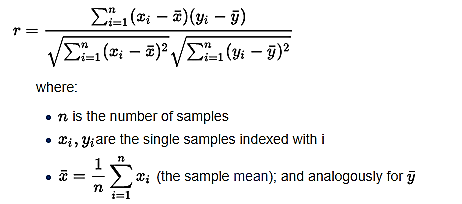 r = \frac{\sum_{i=1}^{n}(x_i - \bar{x})(y_i - \bar{y})}{\sqrt{\sum_{i=1}^{n}(x_i - \bar{x})^2}\sqrt{\sum_{i=1}^{n}(y_i - \bar{y})^2}}
where:
• n is the number of samples
• x_i, y_i are the single samples indexed with i
• \bar{x} = \frac{1}{n}\sum_{i=1}^{n} x_i (the sample mean); and analogously for \bar{y}